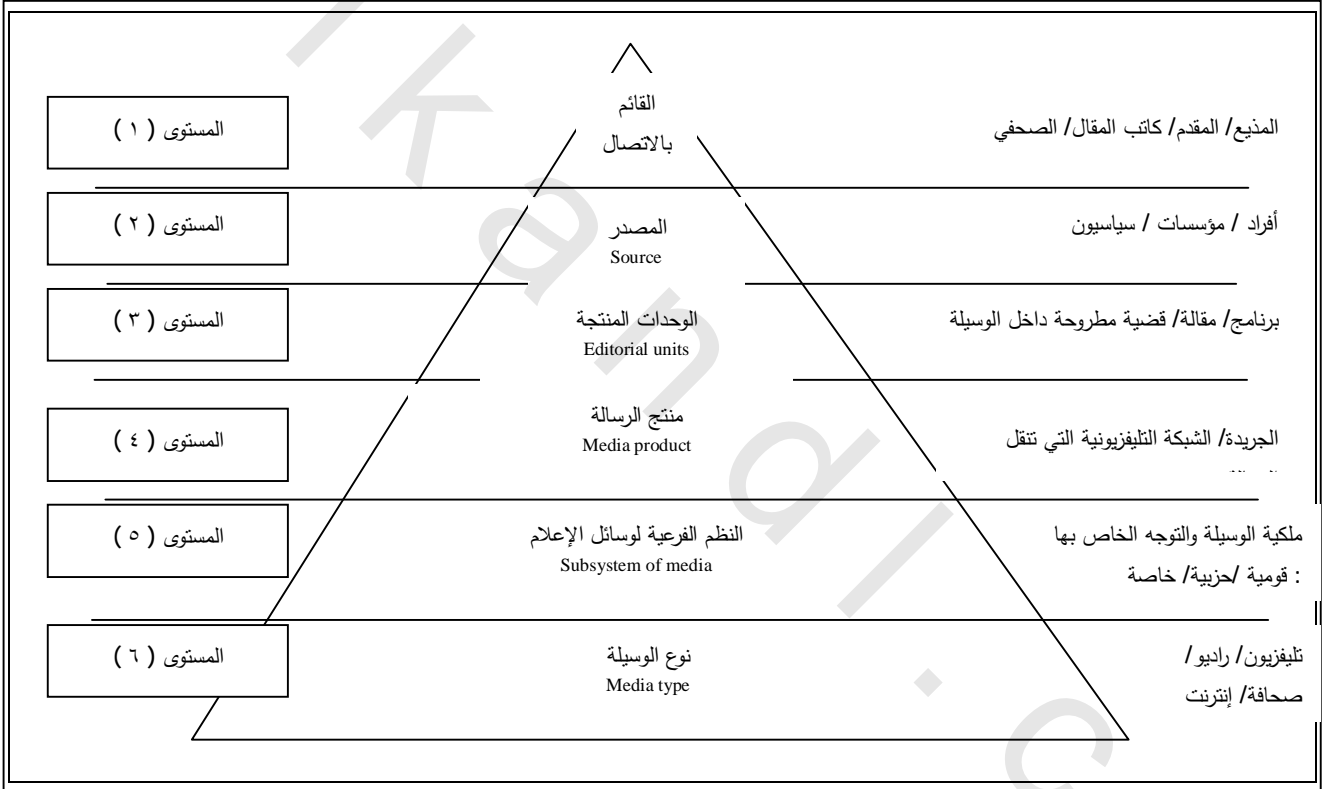 المستوى ( ١ )
القائم
بالاتصال
المذيع/ المقدم/ كاتب المقال/ الصحفي
المستوى ( ٢ )
المصدر
Source
أفراد / مؤسسات / سياسيون
المستوى ( ٣ )
الوحدات المنتجة
Editorial units
برنامج/ مقالة/ قضية مطروحة داخل الوسيلة
المستوى ( ٤ )
منتج الرسالة
Media product
الجريدة/ الشبكة التليفزيونية التي تنقل
المستوى ( ٥ )
النظم الفرعية لوسائل الإعلام
Subsystem of media
ملكية الوسيلة والتوجه الخاص بها
: قومية /حزبية/ خاصة
المستوى ( ٦ )
نوع الوسيلة
Media type
تليفزيون/ راديو/
صحافة/ إنترنت